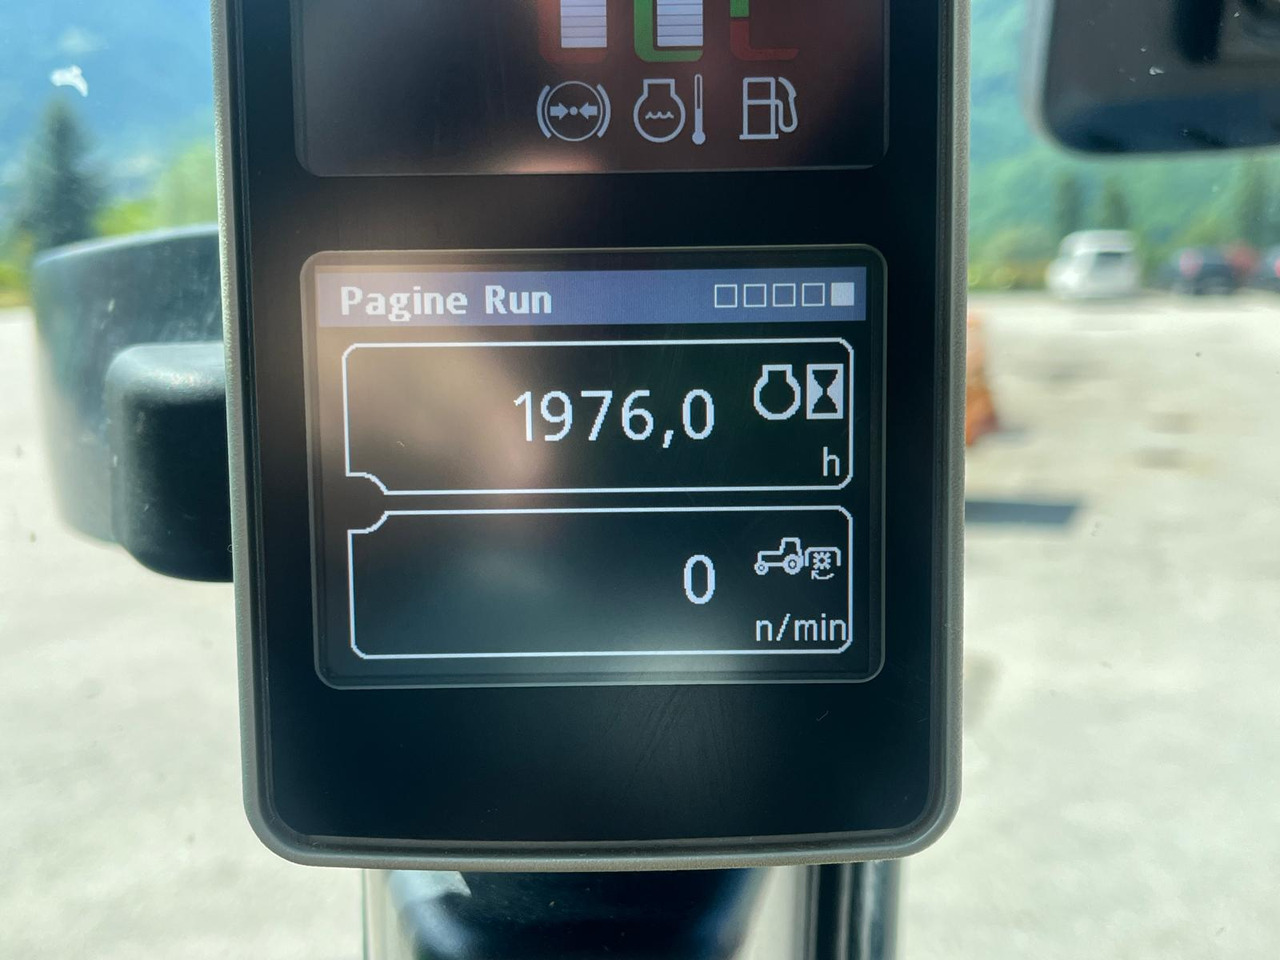 Pagine Run
1976,0
h
0
n/min